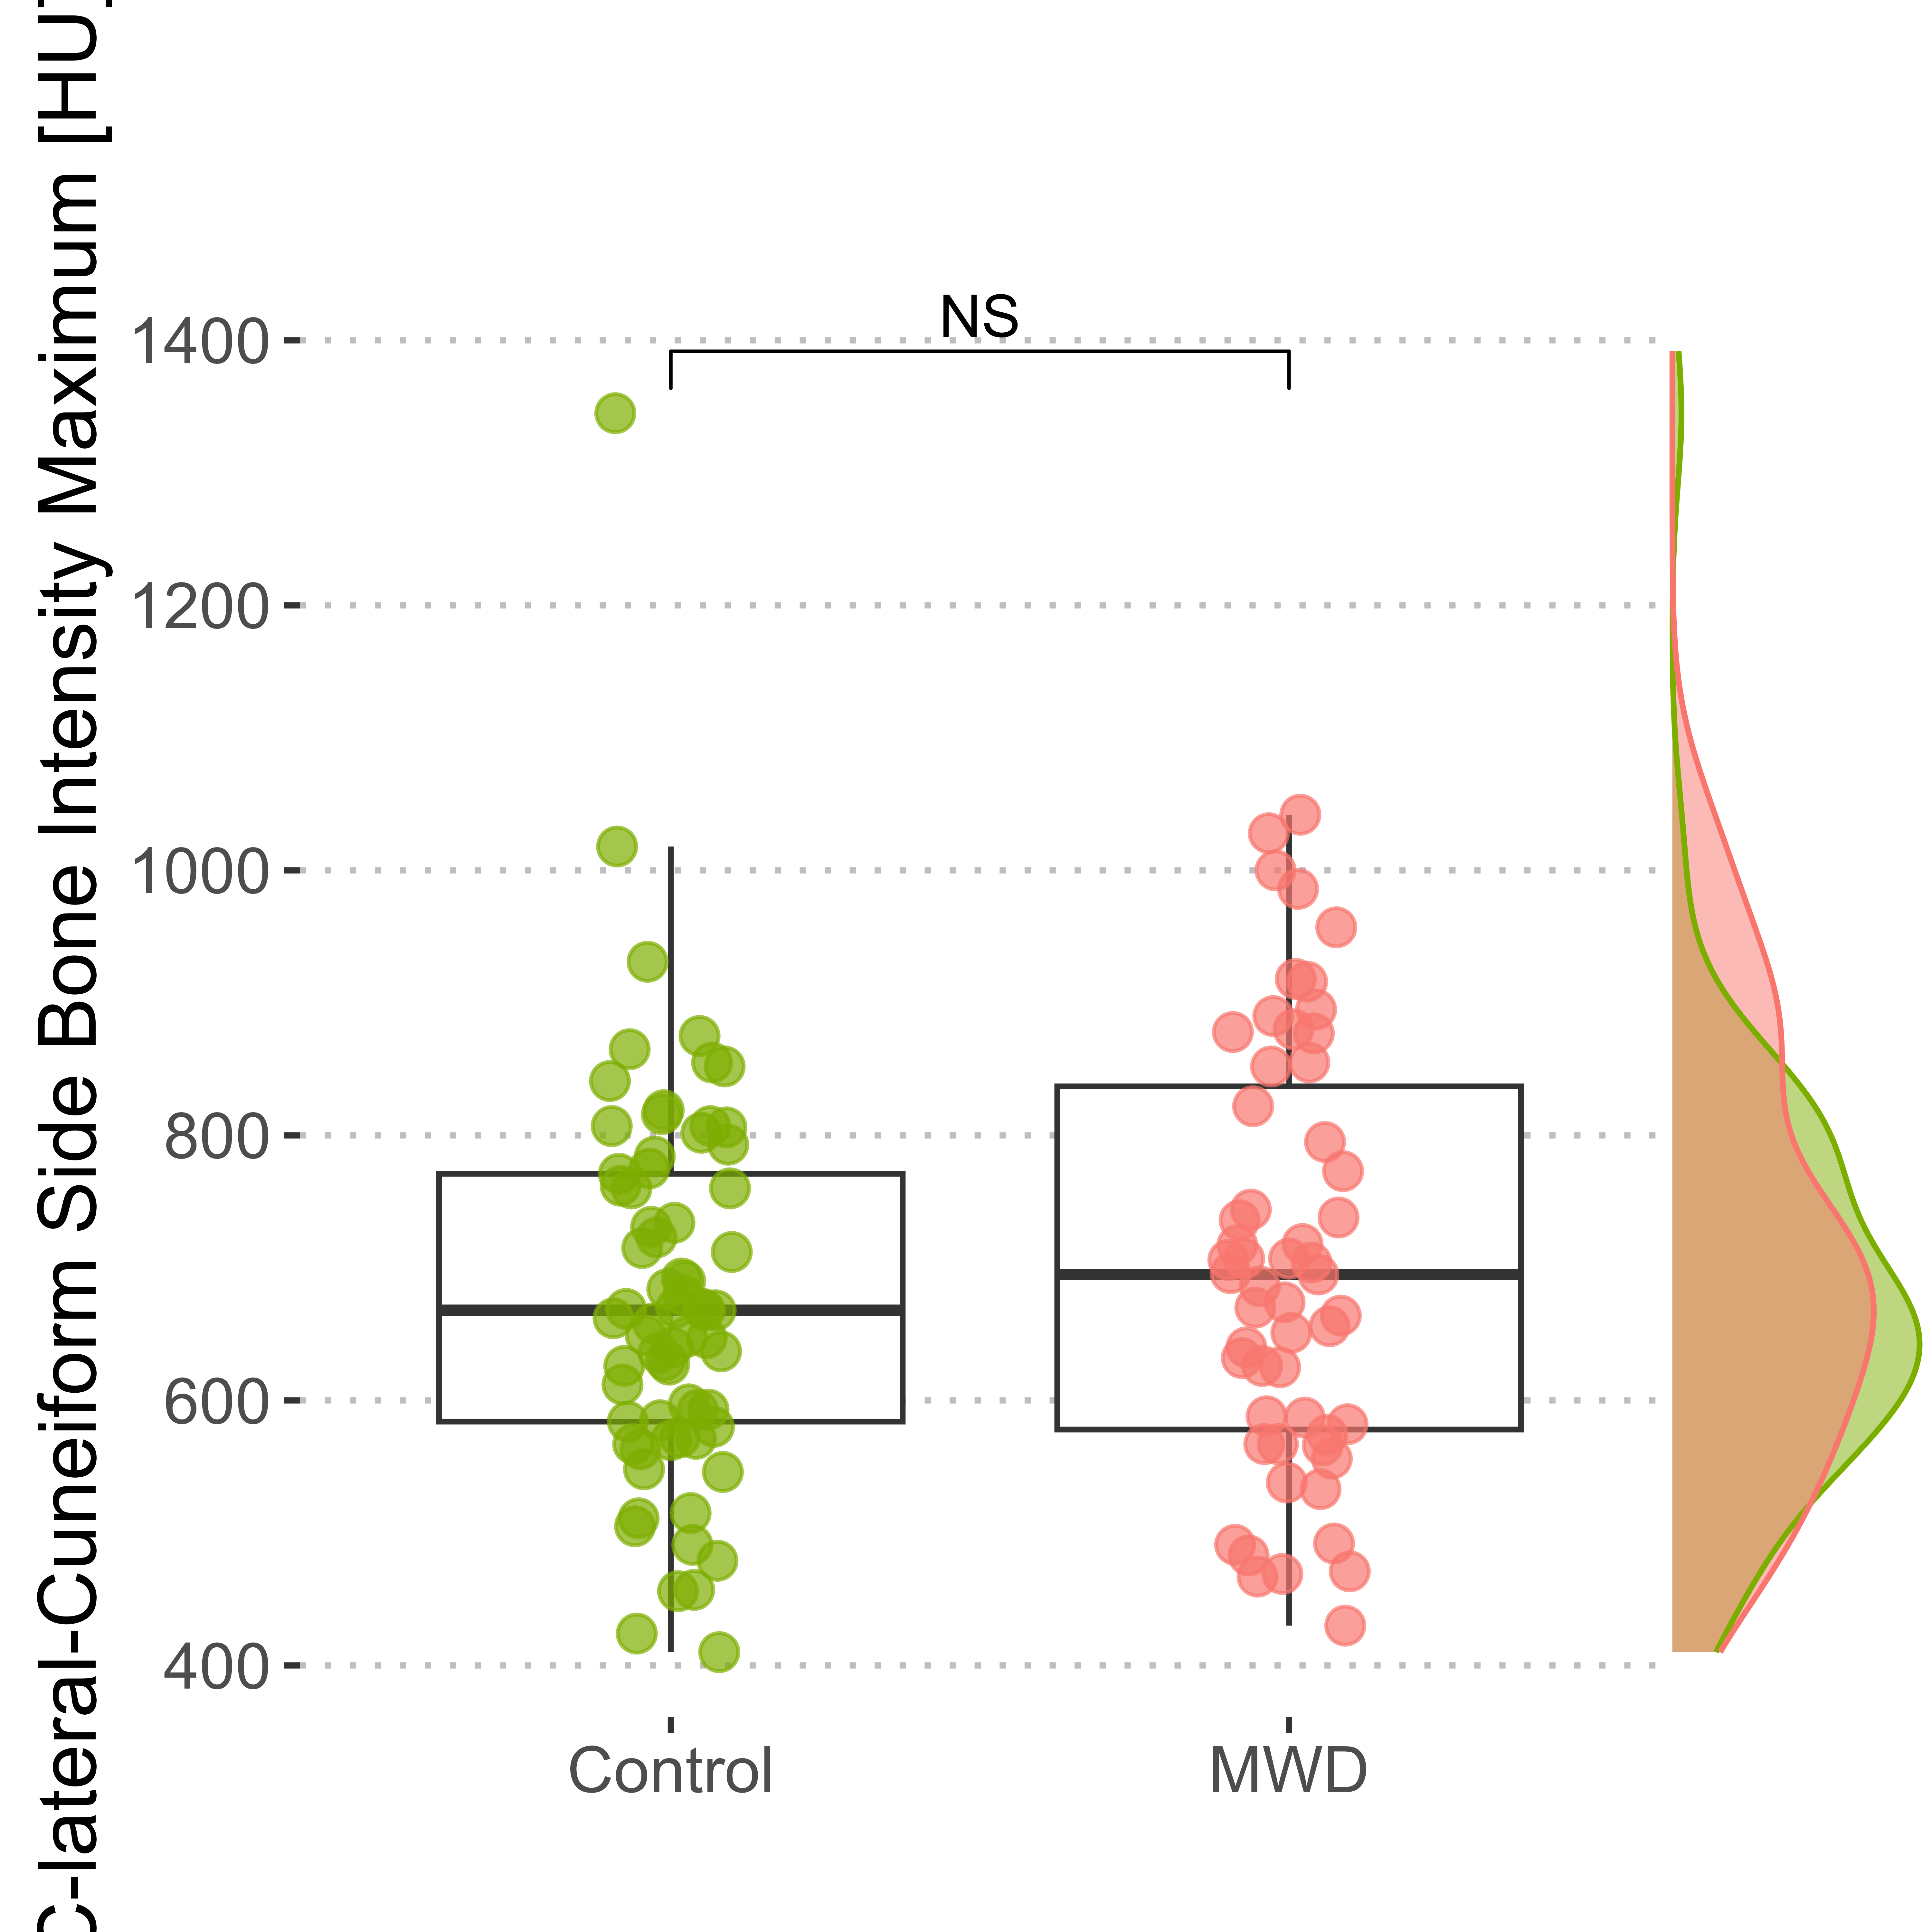 C-lateral-Cuneiform Side Bone Intensity Maximum [HU]
NS
1400
1200
1000
800
600
400
Control
MWD